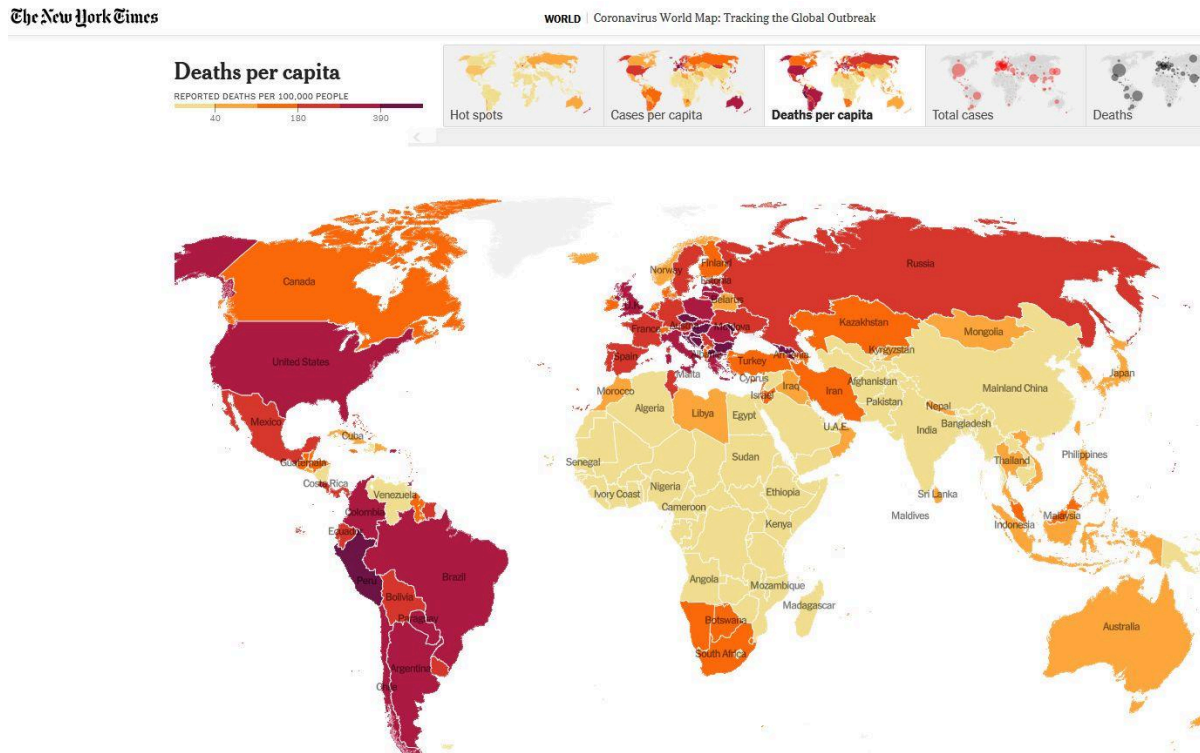 The New York Times
WORLD | Coronavirus World Map: Tracking the Global Outbreak
Deaths per capita
REPORTED DEATHS PER 100,000 PEOPLE
40 180 390
Hot spots
Cases per capita
Deaths per capita
Total cases
Deaths
Canada
United States
Mexico
Cuba
Guatemala
Costa Rica
Venezuela
Colombia
Ecuador
Peru
Brazil
Bolivia
Paraguay
Argentina
Chile
Norway
Finland
Estonia
Belarus
U.K.
France
Austria
Moldova
Spain
Malta
Turkey
Cyprus
Armenia
Israel
Iraq
Iran
Russia
Kazakhstan
Kyrgyzstan
Mongolia
Afghanistan
Pakistan
Mainland China
Japan
Nepal
Bangladesh
India
U.A.E.
Morocco
Algeria
Libya
Egypt
Sudan
Senegal
Ivory Coast
Nigeria
Cameroon
Ethiopia
Kenya
Angola
Mozambique
Madagascar
Botswana
South Africa
Sri Lanka
Maldives
Thailand
Philippines
Malaysia
Indonesia
Australia